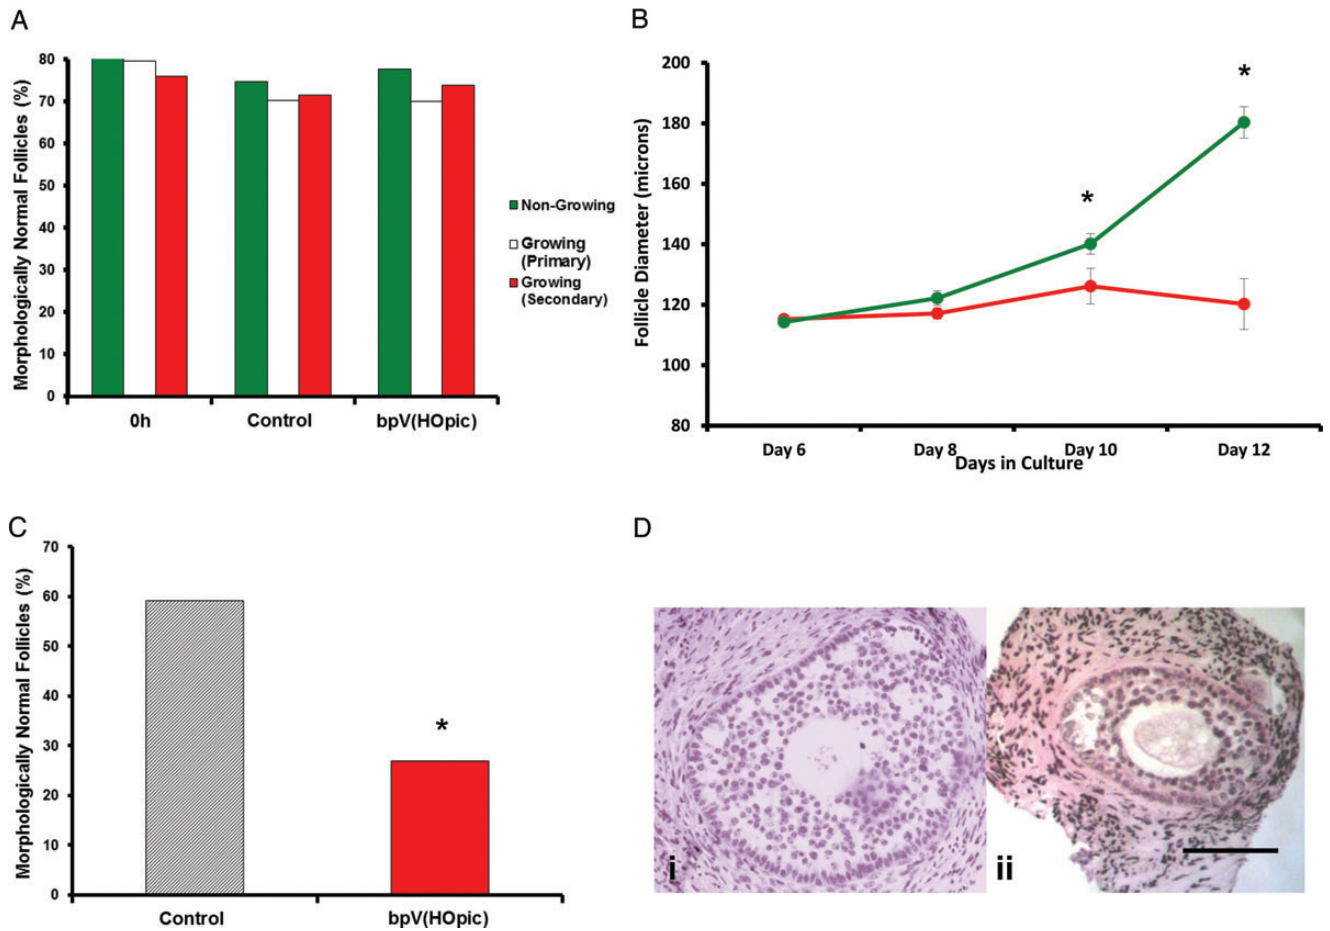 A
Morphologically Normal Follicles (%)
80
70
60
50
40
30
20
10
0
0h
Control
bpV(HOpic)
Non-Growing
Growing
(Primary)
Growing
(Secondary)
B
Follicle Diameter (microns)
200
180
160
140
120
100
80
*
*
Day 6
Day 8
Day 10
Day 12
Days in Culture
C
Morphologically Normal Follicles (%)
70
60
50
40
30
20
10
0
*
Control
bpV(HOpic)
D
i
ii